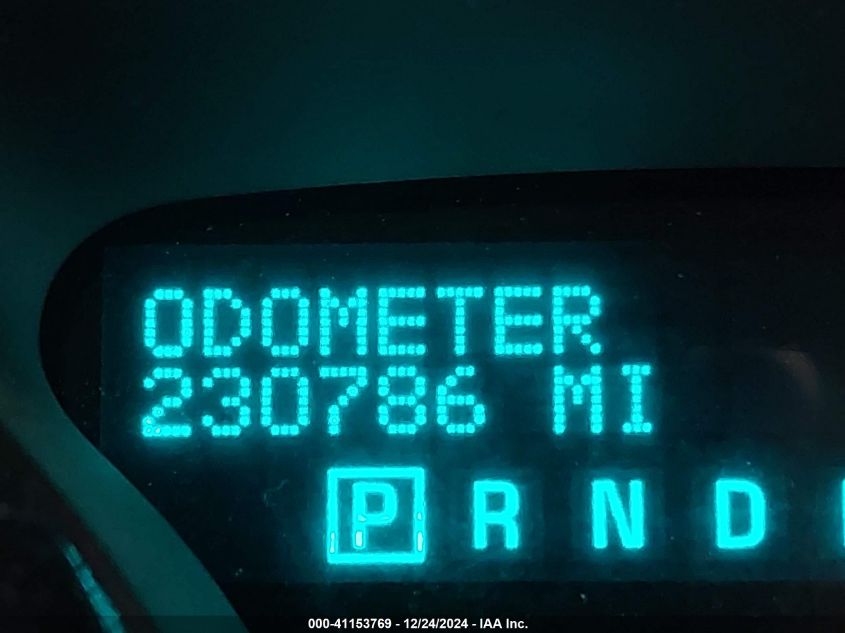 ODOMETER
230786 MI
P R N D
000-41153769 - 12/24/2024 - IAA Inc.